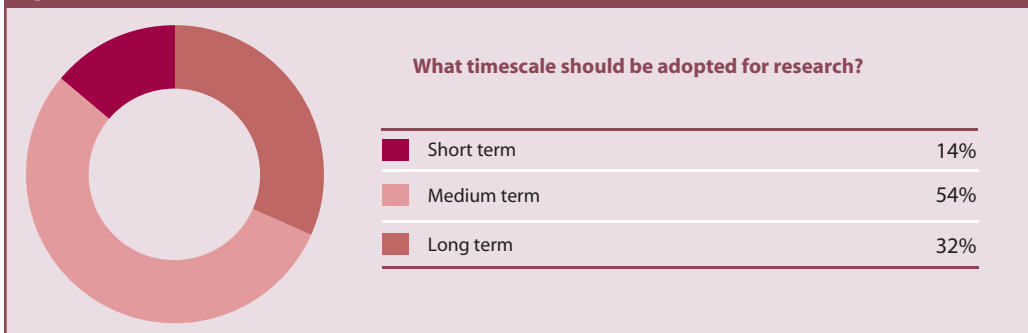 What timescale should be adopted for research?
Short term 14%
Medium term 54%
Long term 32%